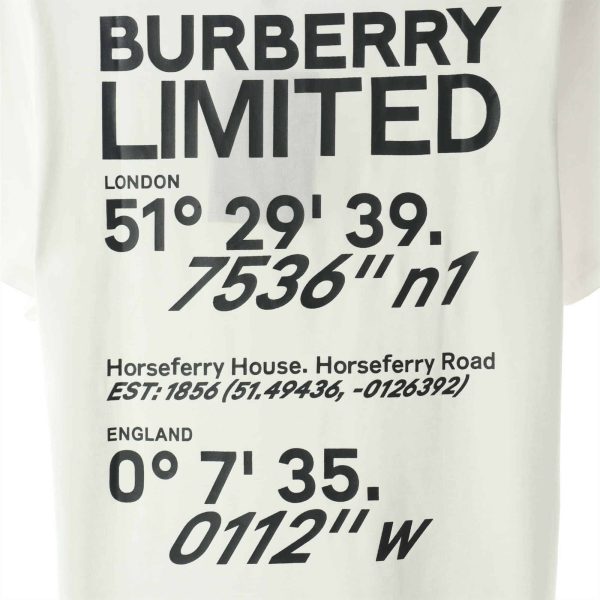 BURBERRY
LIMITED
LONDON
51° 29' 39.
7536" n1
Horseferry House. Horseferry Road
EST: 1856 (51.49436, -0126392)
ENGLAND
0° 7' 35.
0112" w